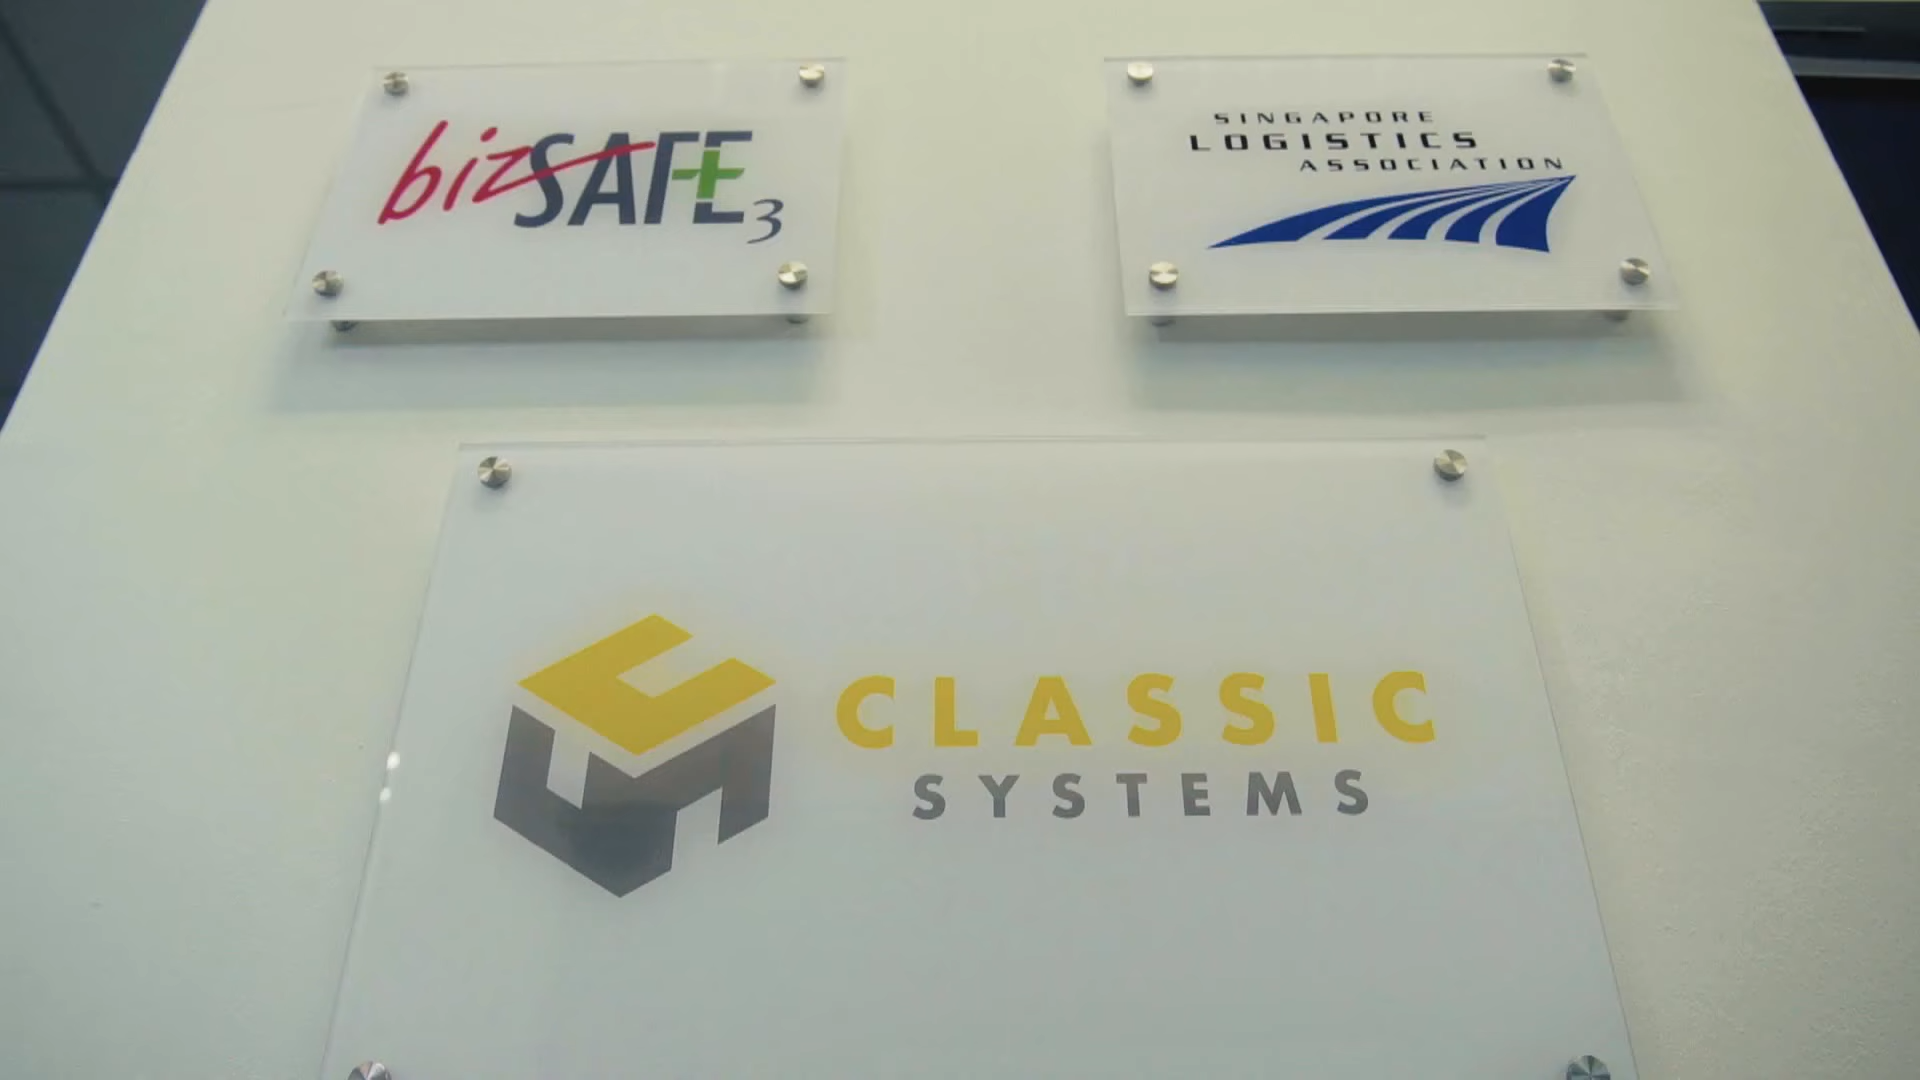 bizSAFE3
SINGAPORE
LOGISTICS
ASSOCIATION
CLASSIC
SYSTEMS